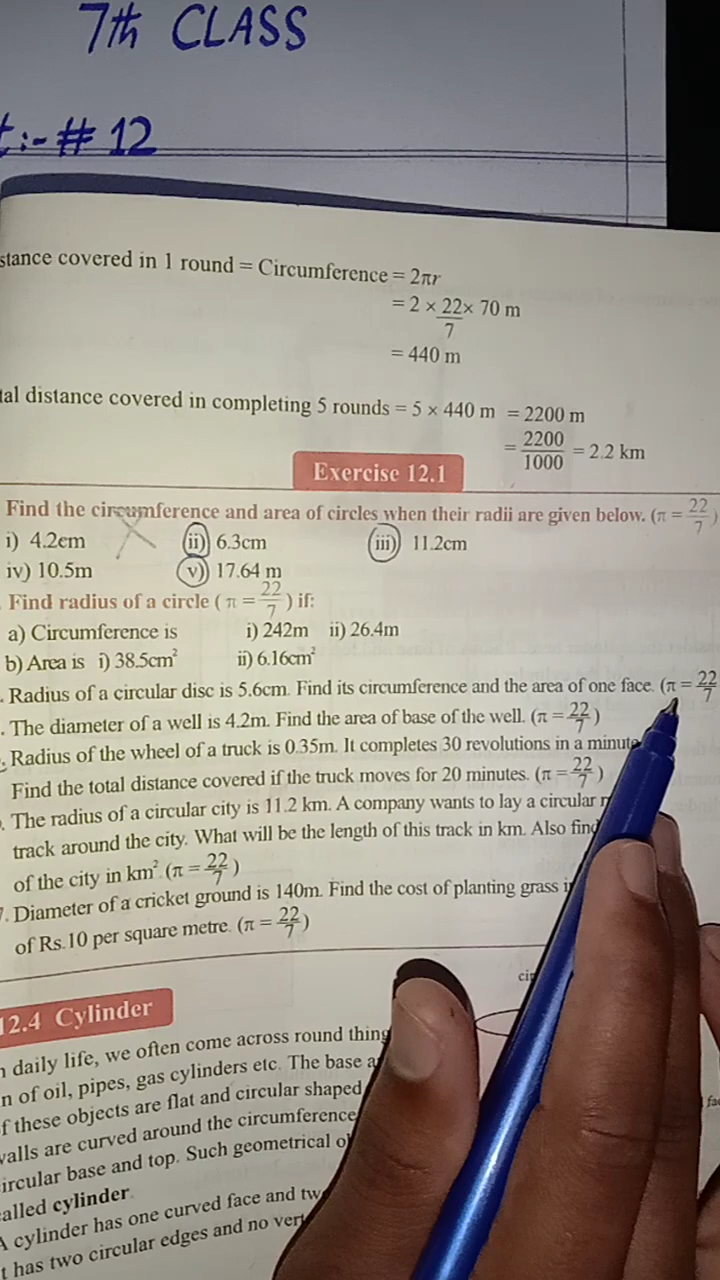 7th CLASS
t:-# 12
stance covered in 1 round = Circumference = 2πr
= 2 × 22/7 × 70 m
= 440 m
tal distance covered in completing 5 rounds = 5 × 440 m = 2200 m
= 2200/1000 = 2.2 km
Exercise 12.1
Find the circumference and area of circles when their radii are given below. (π = 22/7)
i) 4.2cm ii) 6.3cm iii) 11.2cm
iv) 10.5m v) 17.64 m
. Find radius of a circle ( π = 22/7 ) if:
a) Circumference is i) 242m ii) 26.4m
b) Area is i) 38.5cm² ii) 6.16cm²
. Radius of a circular disc is 5.6cm. Find its circumference and the area of one face. (π = 22/7
. The diameter of a well is 4.2m. Find the area of base of the well. (π = 22/7 )
. Radius of the wheel of a truck is 0.35m. It completes 30 revolutions in a minute
Find the total distance covered if the truck moves for 20 minutes. (π = 22/7 )
. The radius of a circular city is 11.2 km. A company wants to lay a circular r
track around the city. What will be the length of this track in km. Also find
of the city in km². (π = 22/7 )
7. Diameter of a cricket ground is 140m. Find the cost of planting grass i
of Rs.10 per square metre. (π = 22/7 )
12.4 Cylinder
cir
n daily life, we often come across round thing
n of oil, pipes, gas cylinders etc. The base a
f these objects are flat and circular shaped
valls are curved around the circumference
ircular base and top. Such geometrical o
called cylinder.
A cylinder has one curved face and tw
t has two circular edges and no vert
fa